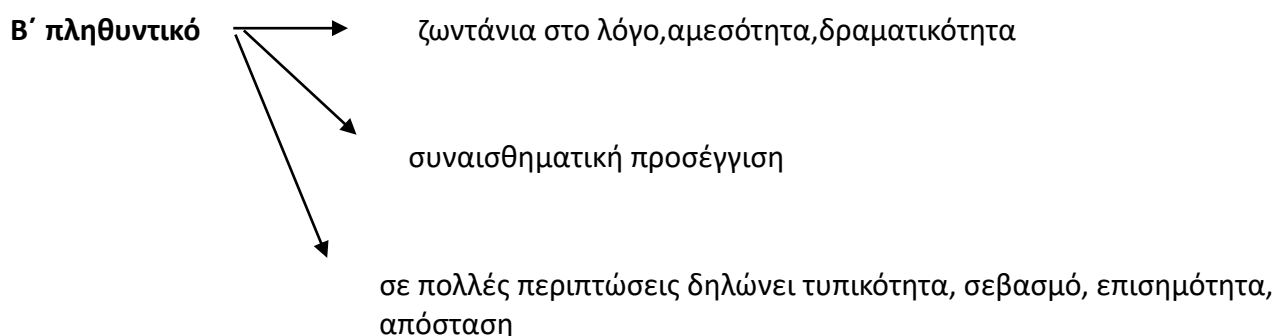 Β΄ πληθυντικό ζωντάνια στο λόγο,αμεσότητα,δραματικότητα
συναισθηματική προσέγγιση
σε πολλές περιπτώσεις δηλώνει τυπικότητα, σεβασμό, επισημότητα,
απόσταση